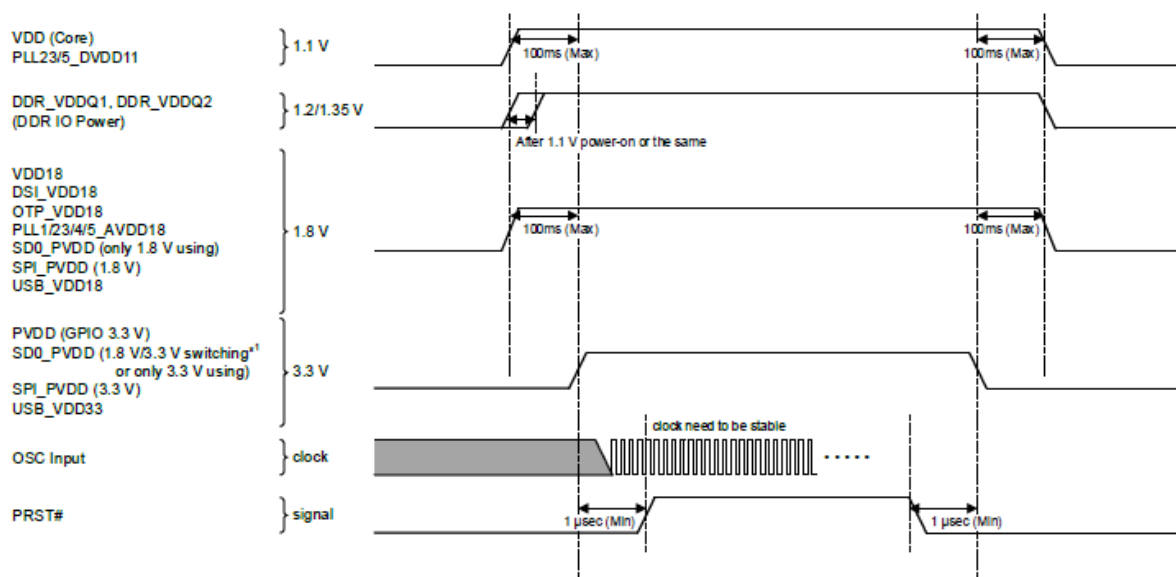 VDD (Core)
PLL23/5_DVDD11
1.1 V
100ms (Max)
100ms (Max)
DDR_VDDQ1, DDR_VDDQ2
(DDR IO Power)
1.2/1.35 V
After 1.1 V power-on or the same
VDD18
DSI_VDD18
OTP_VDD18
PLL1/23/4/5_AVDD18
SD0_PVDD (only 1.8 V using)
SPI_PVDD (1.8 V)
USB_VDD18
1.8 V
100ms (Max)
100ms (Max)
PVDD (GPIO 3.3 V)
SD0_PVDD (1.8 V/3.3 V switching*1
or only 3.3 V using)
SPI_PVDD (3.3 V)
USB_VDD33
3.3 V
clock need to be stable
OSC Input
clock
PRST#
signal
1 μsec (Min)
1 μsec (Min)